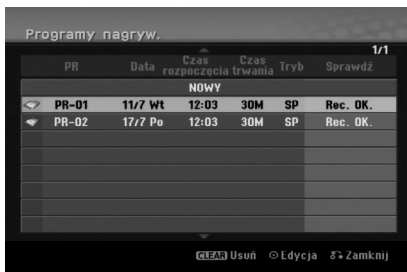 Programy nagryw.
1/1
PR Data Czas rozpoczęcia Czas trwania Tryb Sprawdź
NOWY
PR-01 11/7 Wt 12:03 30M SP Rec. OK.
PR-02 17/7 Po 12:03 30M SP Rec. OK.
CLEAR Usuń Edycja Zamknij